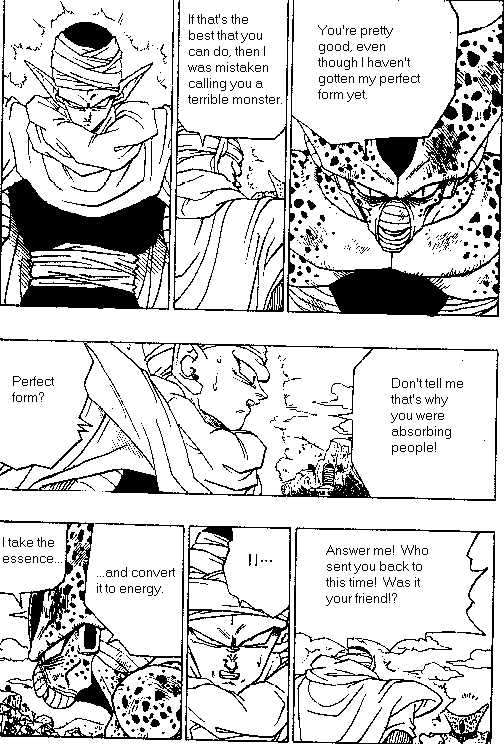 If that's the
best that you
can do, then I
was mistaken
calling you a
terrible monster.
You're pretty
good, even
though I haven't
gotten my perfect
form yet.
Perfect
form?
Don't tell me
that's why
you were
absorbing
people!
I take the
essence...
...and convert
it to energy.
!!...
Answer me! Who
sent you back to
this time! Was it
your friend!?